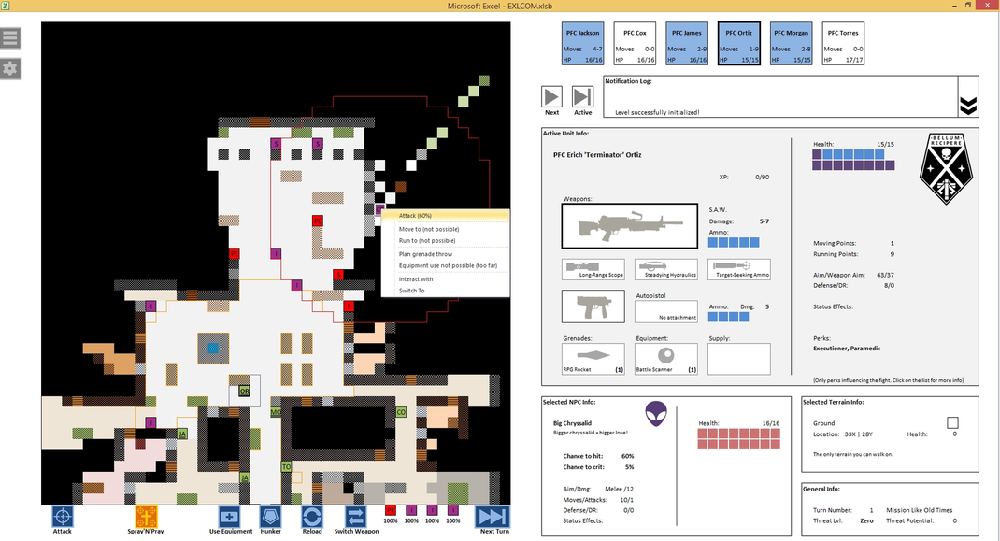 Microsoft Excel - EXLCOM.xlsb
PFC Jackson
Moves 4-7
HP 16/16
PFC Cox
Moves 0-0
HP 16/16
PFC James
Moves 2-9
HP 16/16
PFC Ortiz
Moves 1-9
HP 15/15
PFC Morgan
Moves 2-8
HP 15/15
PFC Torres
Moves 0-0
HP 17/17
Next
Active
Notification Log:
Level successfully initialized!
Attack (60%)
Move to (not possible)
Run to (not possible)
Plan grenade throw
Equipment use not possible (too far)
Interact with
Switch To
OR
MO
CO
JA
TO
JA
Active Unit Info:
PFC Erich 'Terminator' Ortiz
XP: 0/90
Weapons:
S.A.W.
Damage: 5-7
Ammo:
Long-Range Scope
Steadying Hydraulics
Target-Seeking Ammo
Autopistol
No attachment
Ammo: Dmg: 5
Grenades:
RPG Rocket (1)
Equipment:
Battle Scanner (1)
Supply:
Health: 15/15
BELLUM
RECIPERE
Moving Points: 1
Running Points: 9
Aim/Weapon Aim: 63/37
Defense/DR: 8/0
Status Effects:
Perks:
Executioner, Paramedic
(Only perks influencing the fight. Click on the list for more info)
Selected NPC Info:
Big Chryssalid
Bigger chryssalid = bigger love!
Chance to hit: 60%
Chance to crit: 5%
Aim/Dmg: Melee /12
Moves/Attacks: 10/1
Defense/DR: 0/0
Status Effects:
Health: 16/16
Selected Terrain Info:
Ground
Location: 33X | 28Y
Health: 0
The only terrain you can walk on.
General Info:
Turn Number: 1 Mission Like Old Times
Threat Lvl: Zero Threat Potential: 0
Attack
Spray'N'Pray
Use Equipment
Hunker
Reload
Switch Weapon
100%
100%
100%
100%
Next Turn